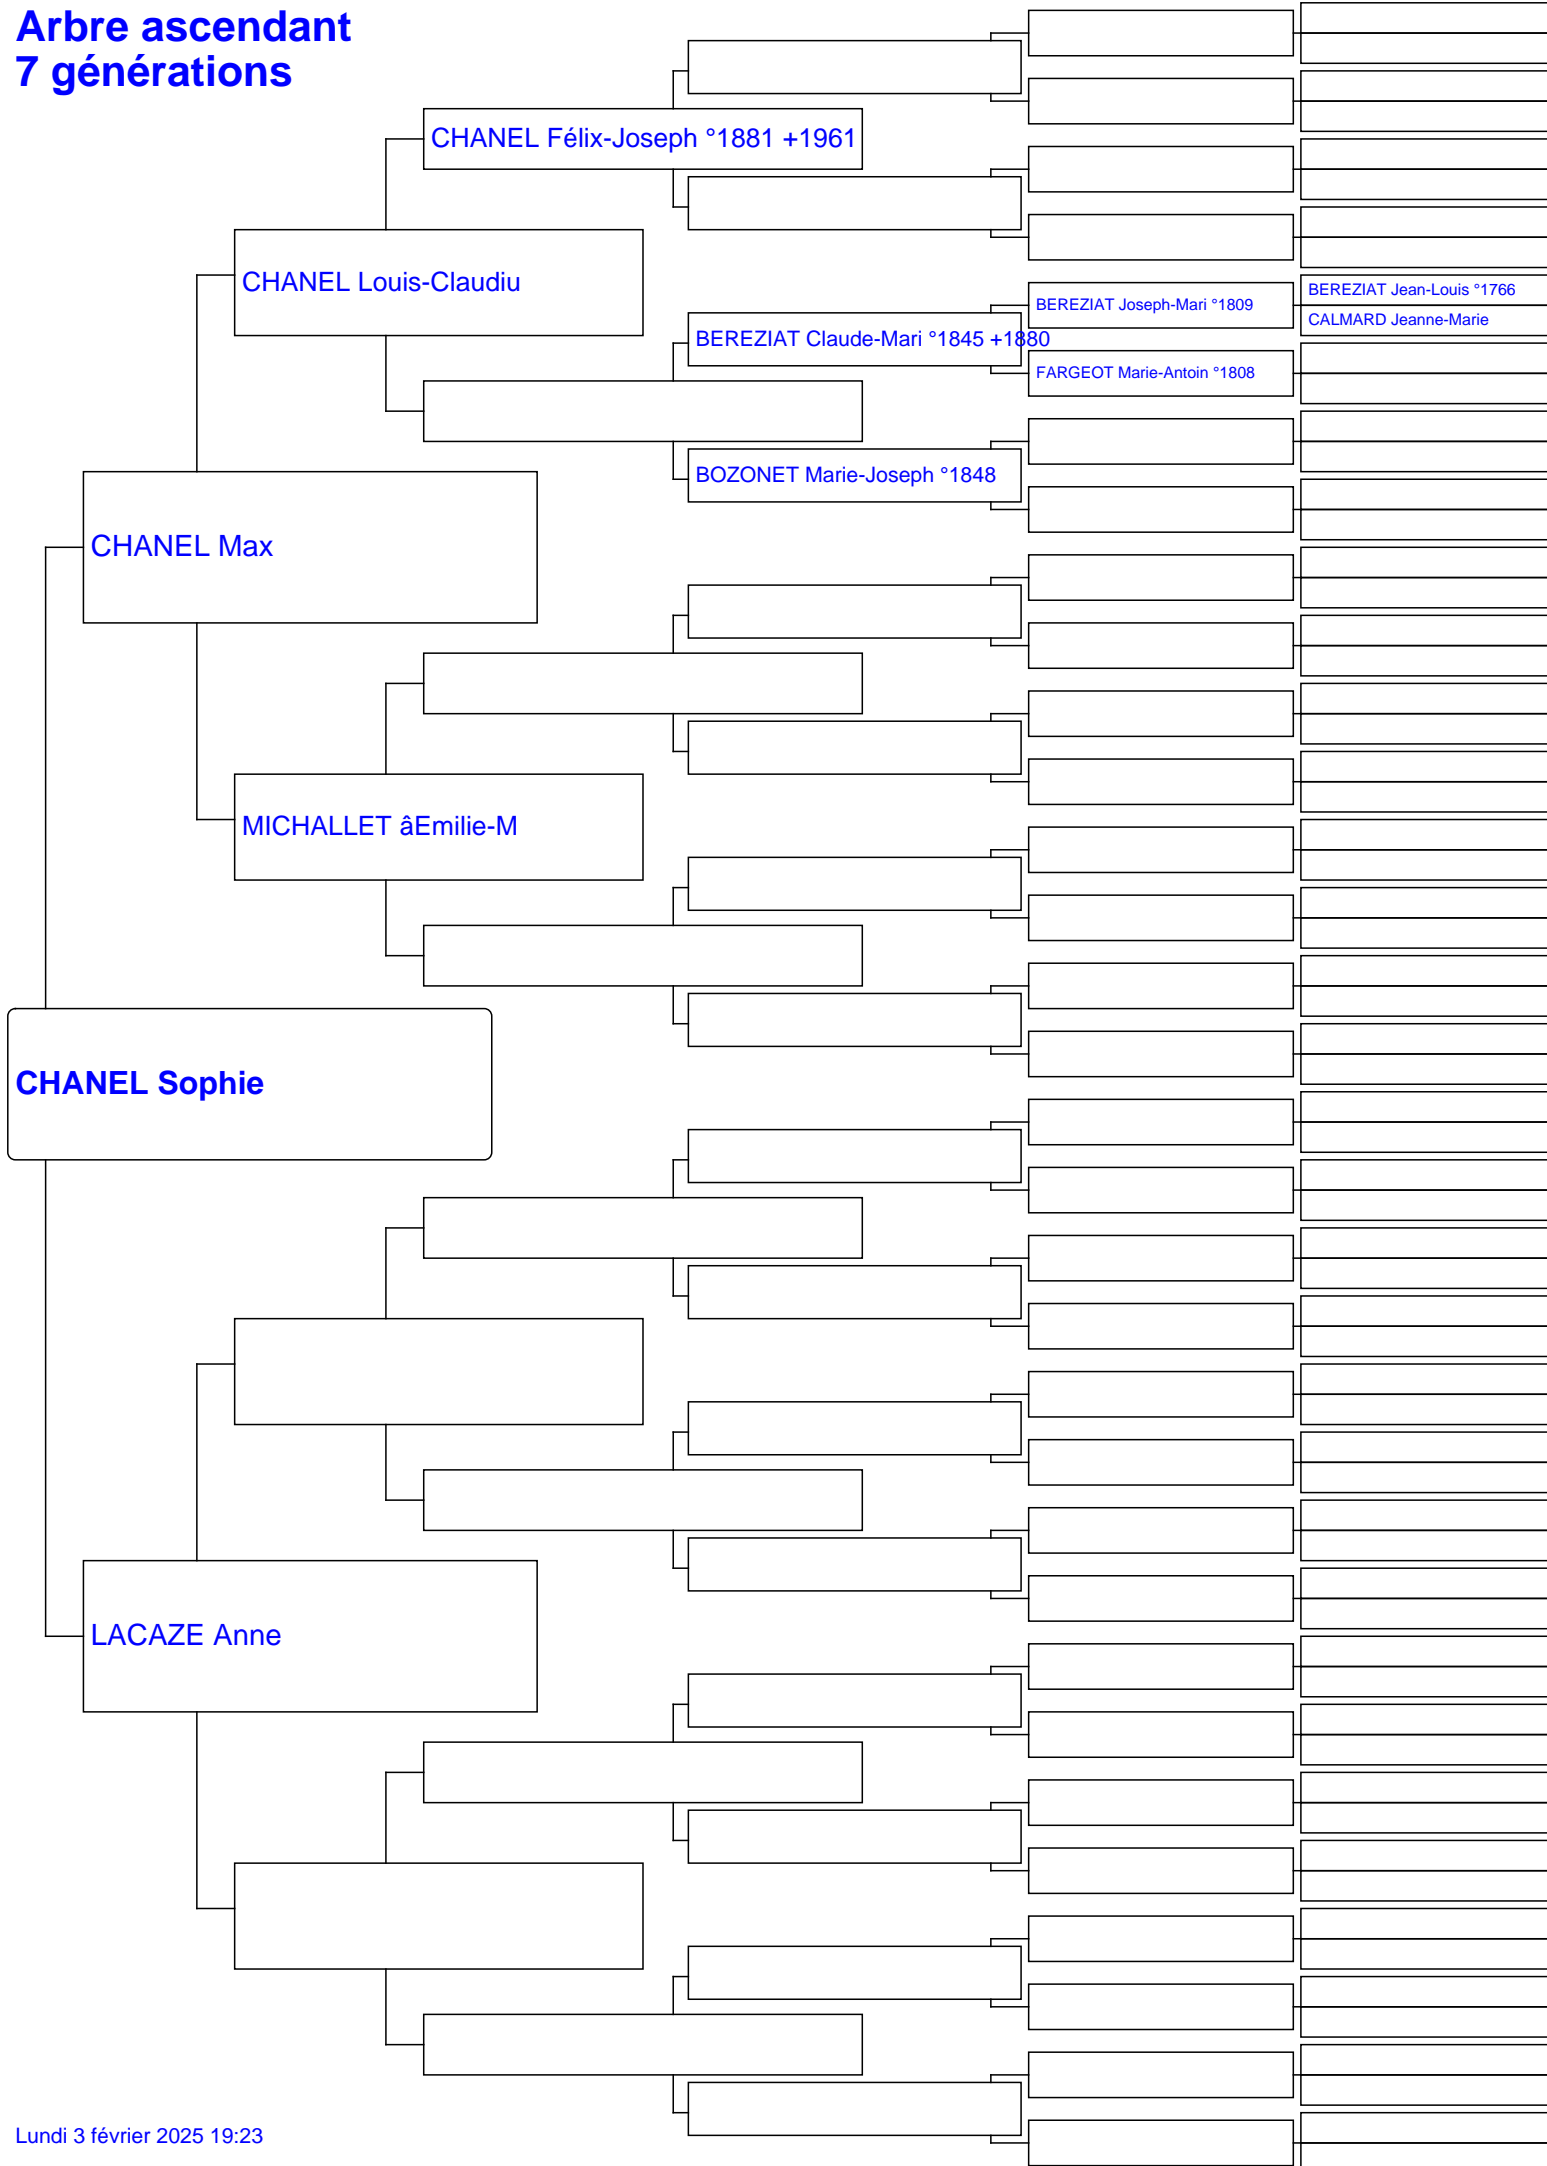 Arbre ascendant
7 générations
CHANEL Félix-Joseph °1881 +1961
CHANEL Louis-Claudiu
BEREZIAT Jean-Louis °1766
BEREZIAT Joseph-Mari °1809
CALMARD Jeanne-Marie
BEREZIAT Claude-Mari °1845 +1880
FARGEOT Marie-Antoin °1808
BOZONET Marie-Joseph °1848
CHANEL Max
MICHALLET âEmilie-M
CHANEL Sophie
LACAZE Anne
Lundi 3 février 2025 19:23